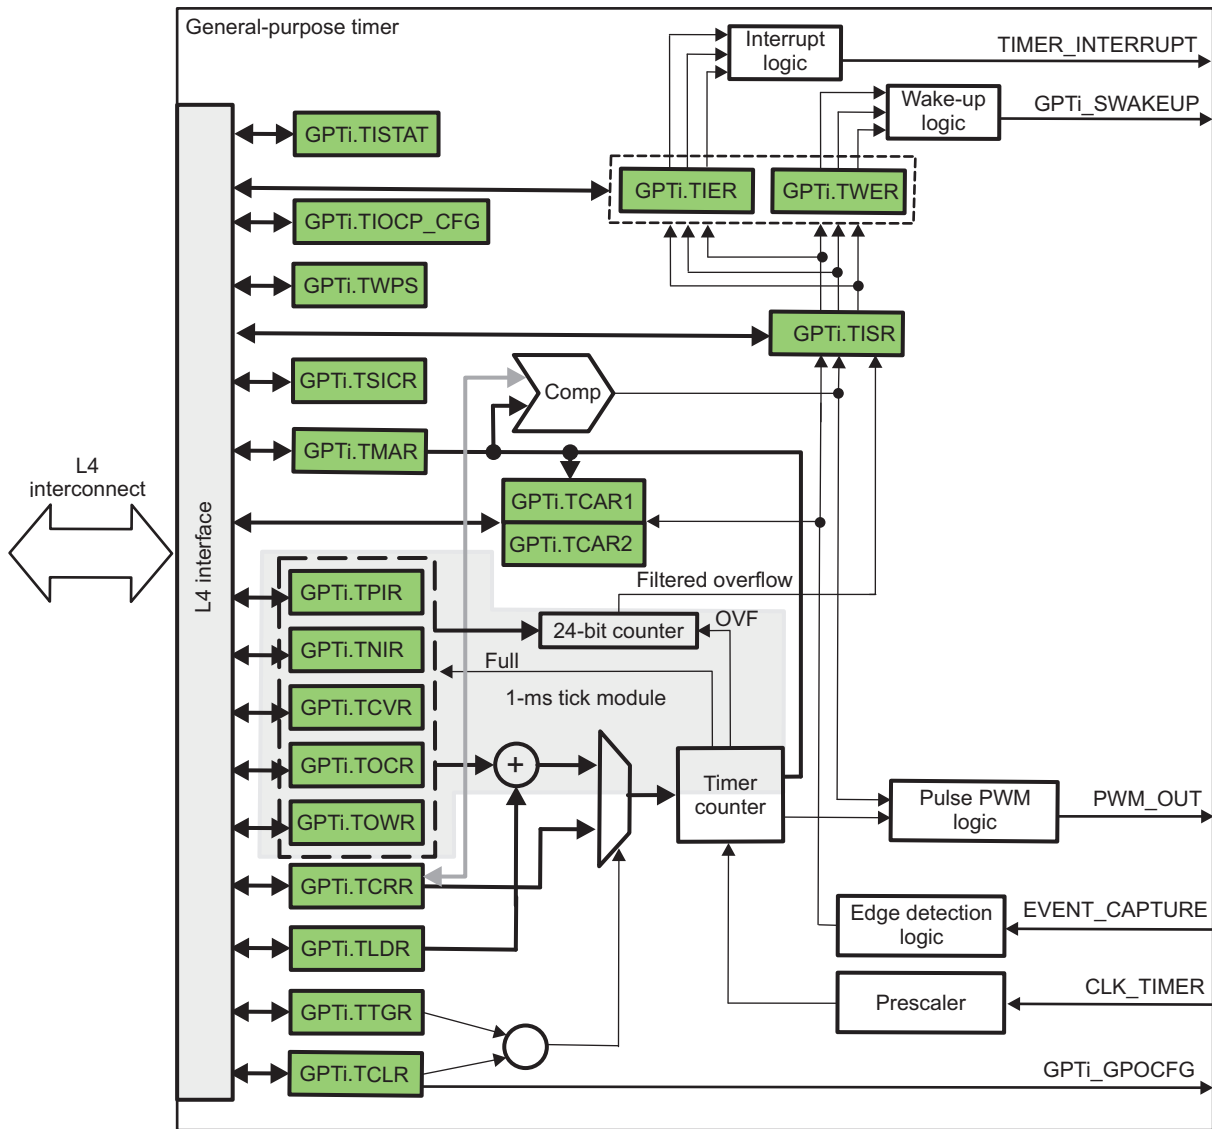 General-purpose timer
Interrupt
logic
TIMER_INTERRUPT
Wake-up
logic
GPTi_SWAKEUP
GPTi.TISTAT
GPTi.TIER
GPTi.TWER
GPTi.TIOCP_CFG
GPTi.TWPS
GPTi.TISR
GPTi.TSICR
Comp
GPTi.TMAR
L4
interconnect
L4 interface
GPTi.TCAR1
GPTi.TCAR2
GPTi.TPIR
Filtered overflow
24-bit counter
OVF
GPTi.TNIR
Full
GPTi.TCVR
1-ms tick module
GPTi.TOCR
+
Timer
counter
Pulse PWM
logic
PWM_OUT
GPTi.TOWR
GPTi.TCRR
Edge detection
logic
EVENT_CAPTURE
GPTi.TLDR
Prescaler
CLK_TIMER
GPTi.TTGR
GPTi.TCLR
GPTi_GPOCFG